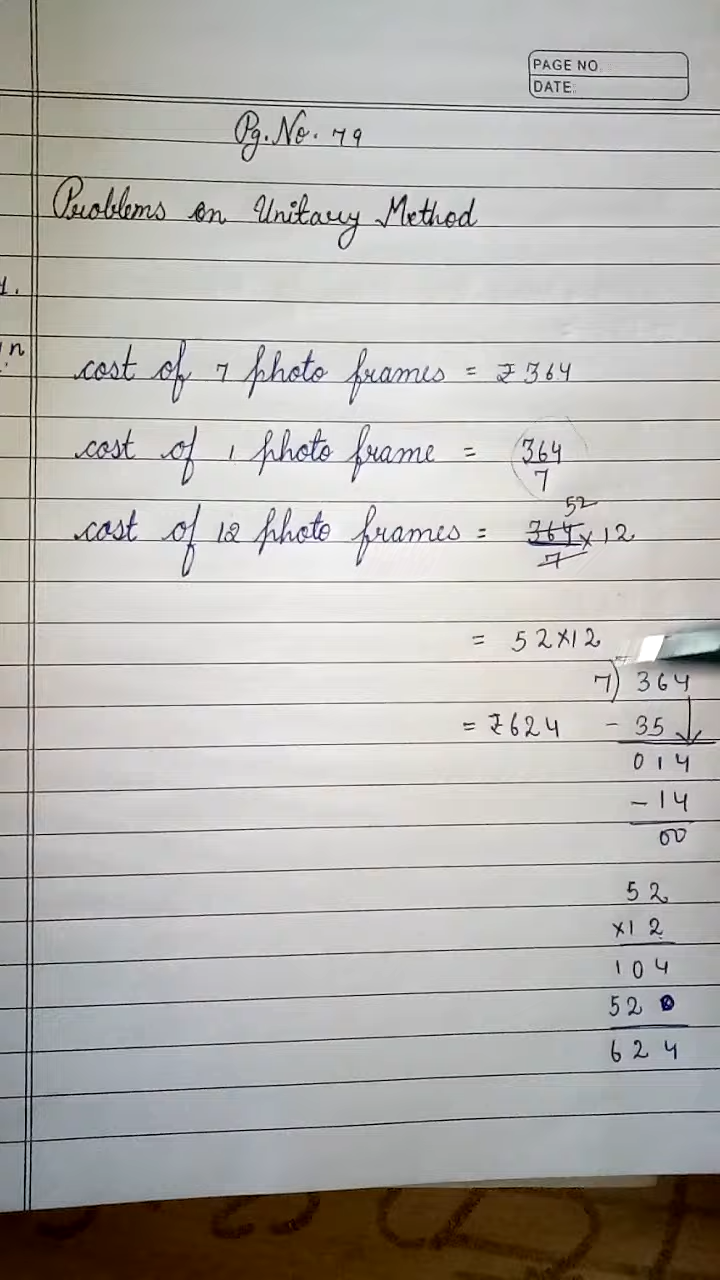 PAGE NO.
DATE:
Pg. No. 79
Problems on Unitary Method
1.
n
cost of 7 photo frames = ₹364
cost of 1 photo frame = 364
7
52
cost of 12 photo frames = 364 × 12
7
= 52×12
7) 364
= ₹624 - 35
014
- 14
00
52
×12
104
520
624